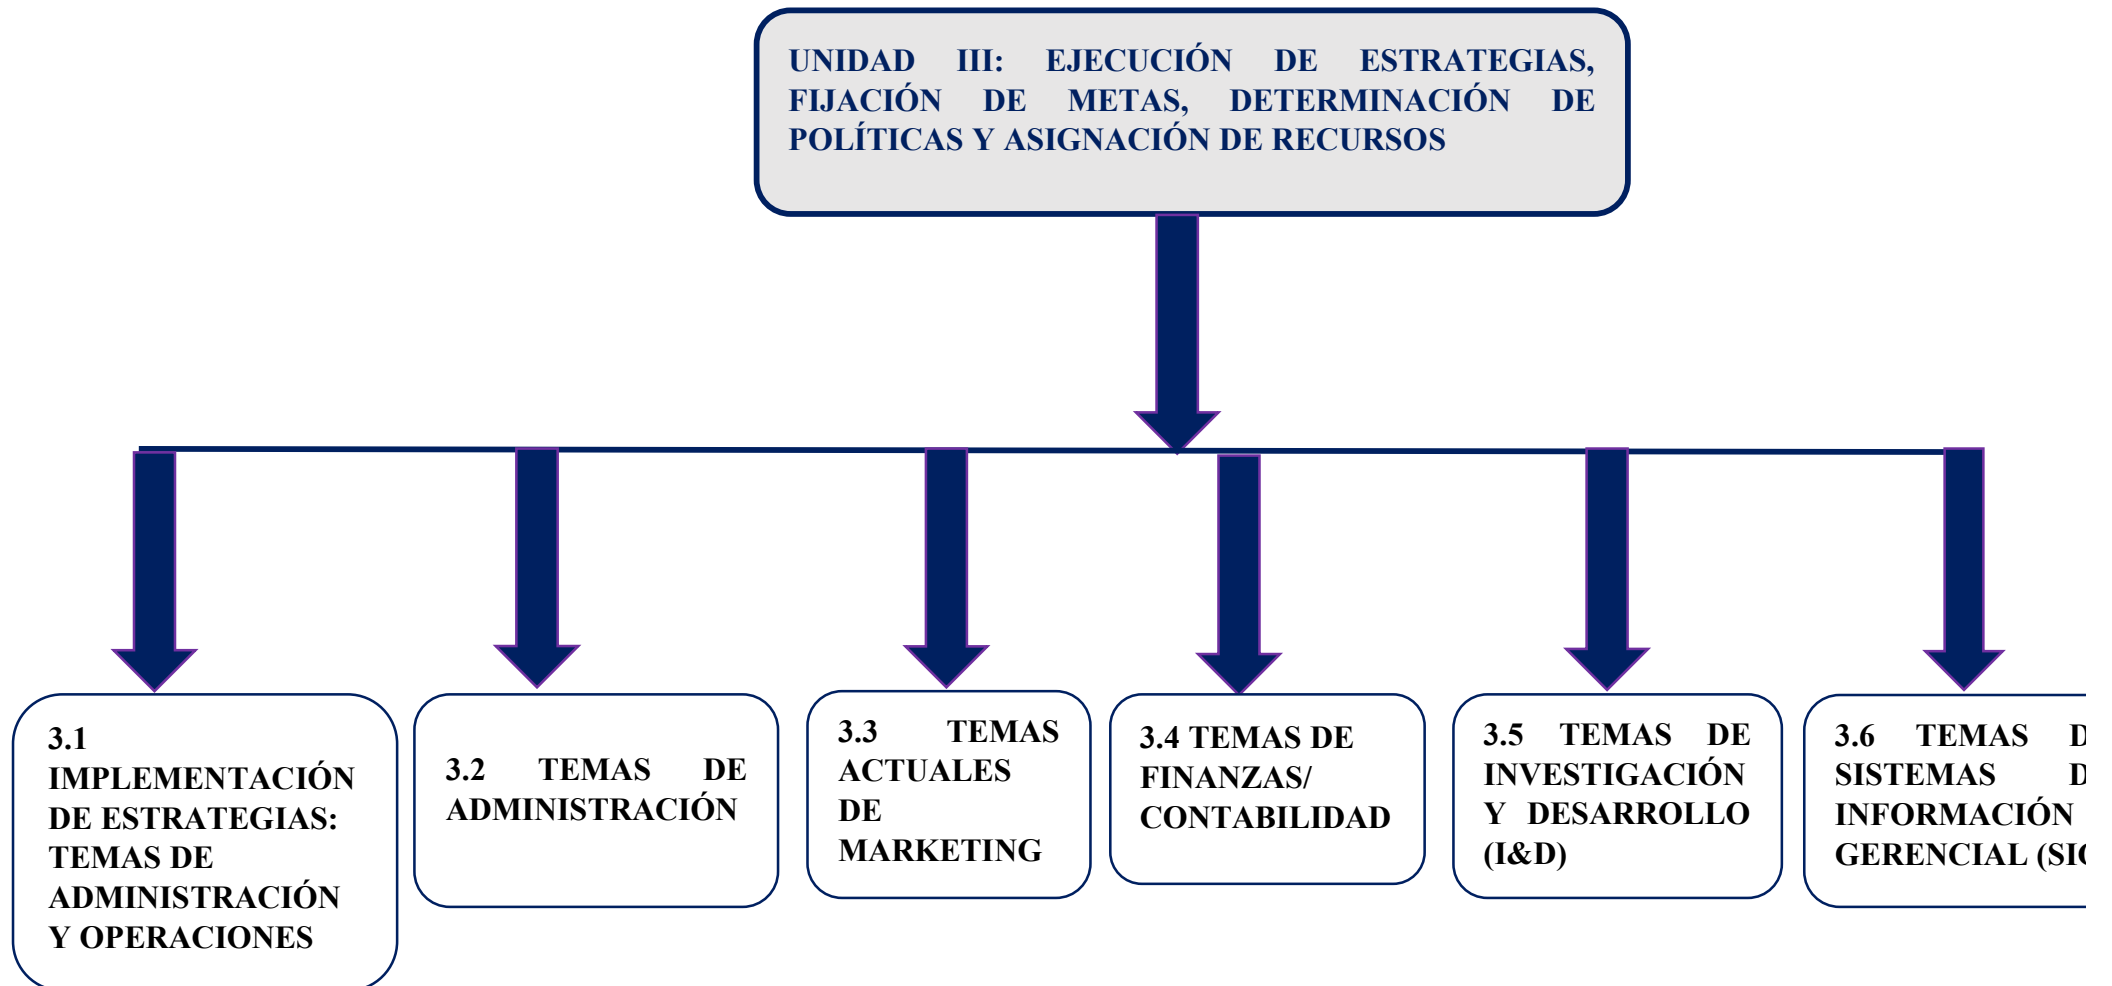 UNIDAD III: EJECUCIÓN DE ESTRATEGIAS,
FIJACIÓN DE METAS, DETERMINACIÓN DE
POLÍTICAS Y ASIGNACIÓN DE RECURSOS
3.1
IMPLEMENTACIÓN
DE ESTRATEGIAS:
TEMAS DE
ADMINISTRACIÓN
Y OPERACIONES
3.2 TEMAS DE
ADMINISTRACIÓN
3.3 TEMAS
ACTUALES
DE
MARKETING
3.4 TEMAS DE
FINANZAS/
CONTABILIDAD
3.5 TEMAS DE
INVESTIGACIÓN
Y DESARROLLO
(I&D)
3.6 TEMAS
SISTEMAS
INFORMACIÓN
GERENCIAL